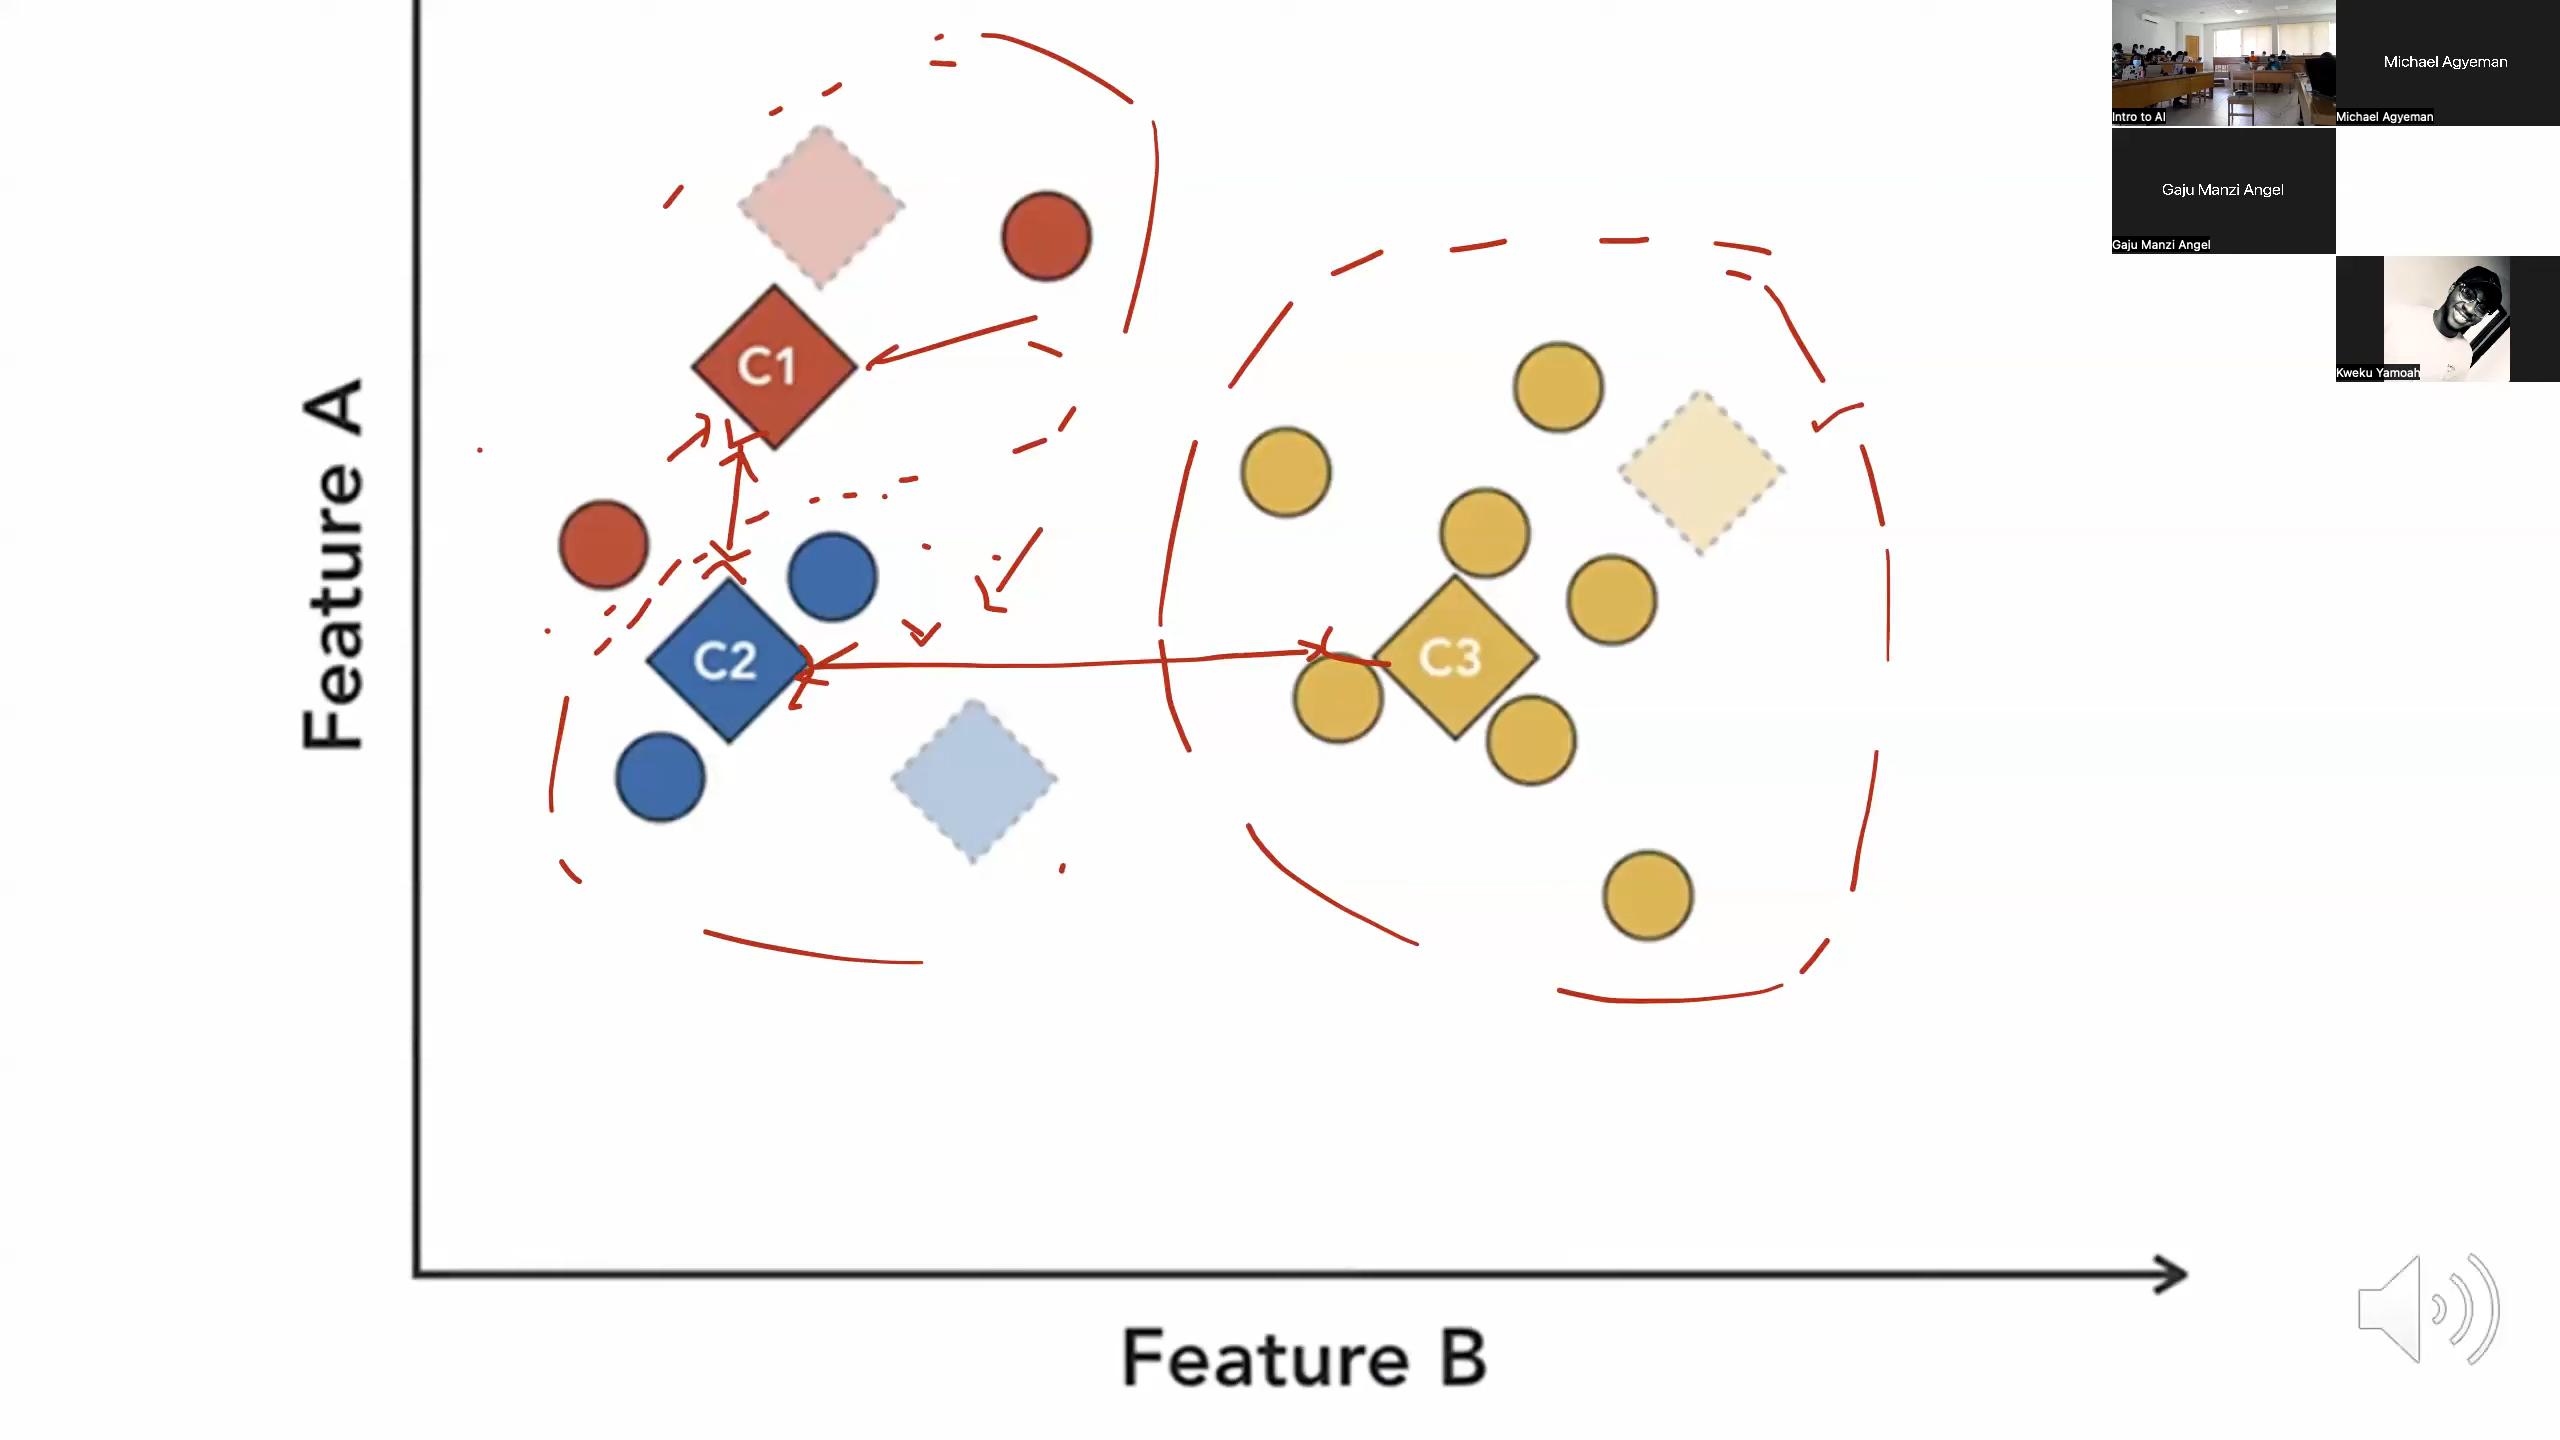 Feature A
C1
C2
C3
Feature B
Intro to AI
Michael Agyeman
Michael Agyeman
Gaju Manzi Angel
Gaju Manzi Angel
Kweku Yamoah